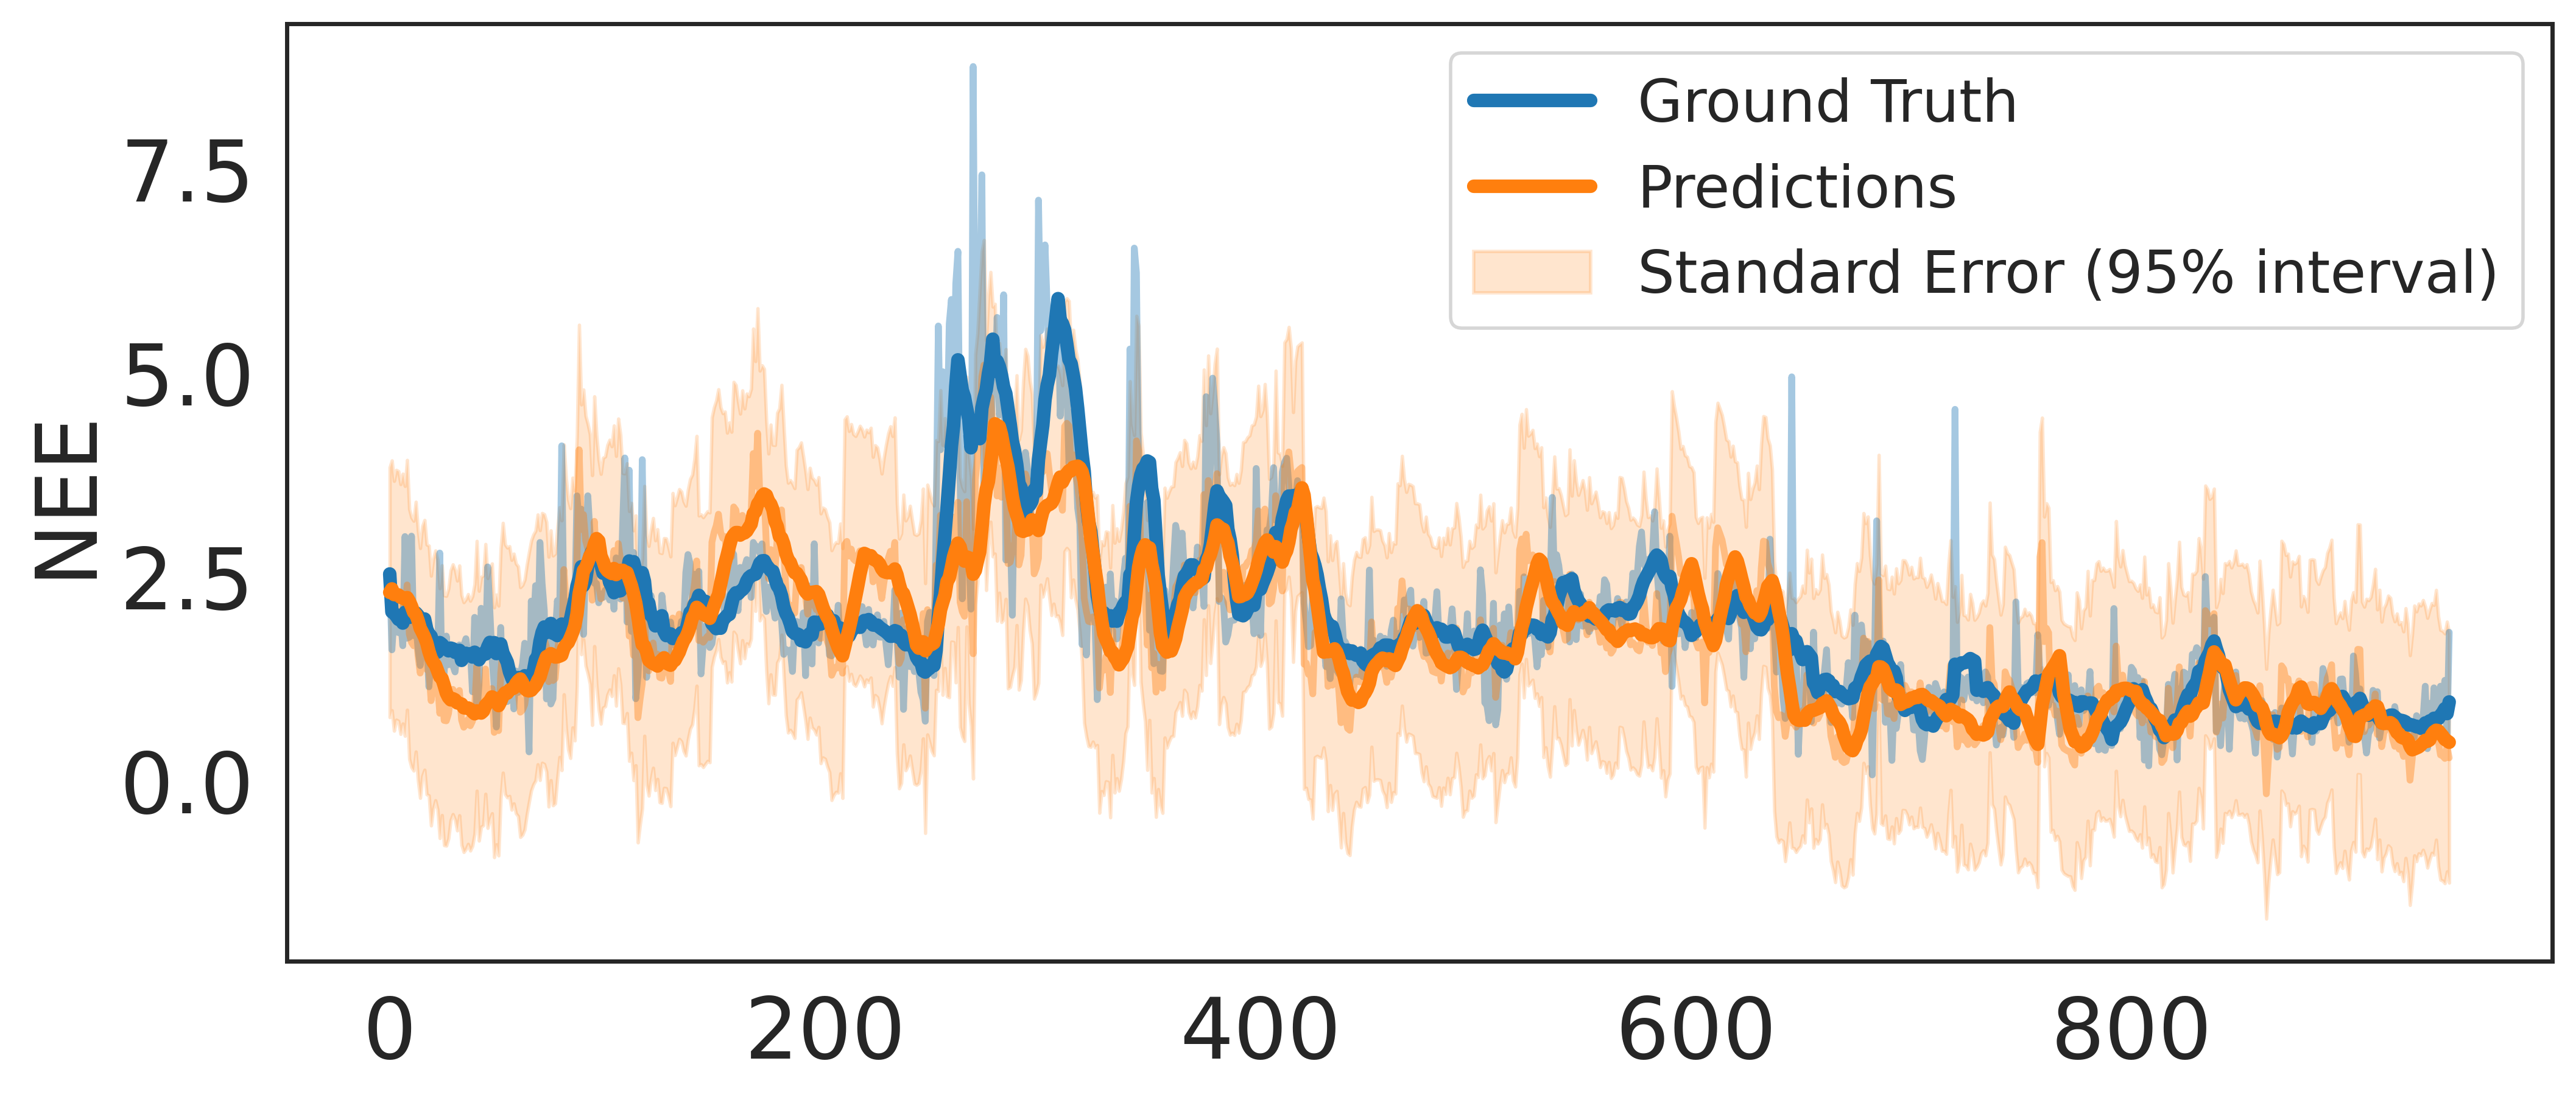 Ground Truth
Predictions
Standard Error (95% interval)
NEE
7.5
5.0
2.5
0.0
0 200 400 600 800